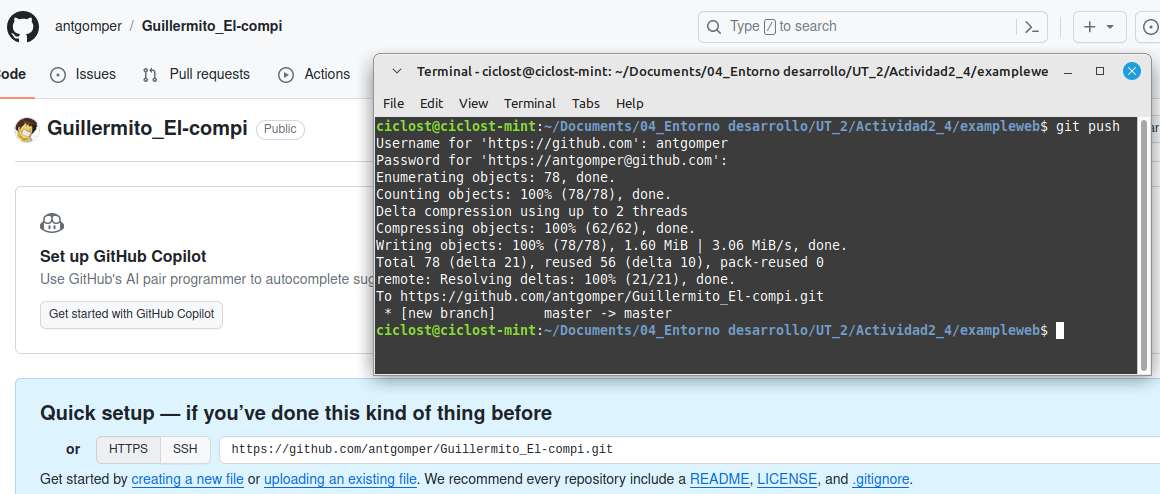 antgomper / Guillermito_El-compi
Type / to search
ode Issues Pull requests Actions
Guillermito_El-compi Public
Set up GitHub Copilot
Use GitHub's AI pair programmer to autocomplete sug
Get started with GitHub Copilot
Terminal - ciclost@ciclost-mint: ~/Documents/04_Entorno desarrollo/UT_2/Actividad2_4/examplewe
File Edit View Terminal Tabs Help
ciclost@ciclost-mint:~/Documents/04_Entorno desarrollo/UT_2/Actividad2_4/exampleweb$ git push
Username for 'https://github.com': antgomper
Password for 'https://antgomper@github.com':
Enumerating objects: 78, done.
Counting objects: 100% (78/78), done.
Delta compression using up to 2 threads
Compressing objects: 100% (62/62), done.
Writing objects: 100% (78/78), 1.60 MiB | 3.06 MiB/s, done.
Total 78 (delta 21), reused 56 (delta 10), pack-reused 0
remote: Resolving deltas: 100% (21/21), done.
To https://github.com/antgomper/Guillermito_El-compi.git
 * [new branch]      master -> master
ciclost@ciclost-mint:~/Documents/04_Entorno desarrollo/UT_2/Actividad2_4/exampleweb$
Quick setup — if you've done this kind of thing before
or HTTPS SSH https://github.com/antgomper/Guillermito_El-compi.git
Get started by creating a new file or uploading an existing file. We recommend every repository include a README, LICENSE, and .gitignore.